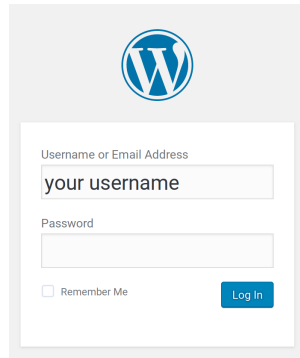 W
Username or Email Address
your username
Password
Remember Me
Log In